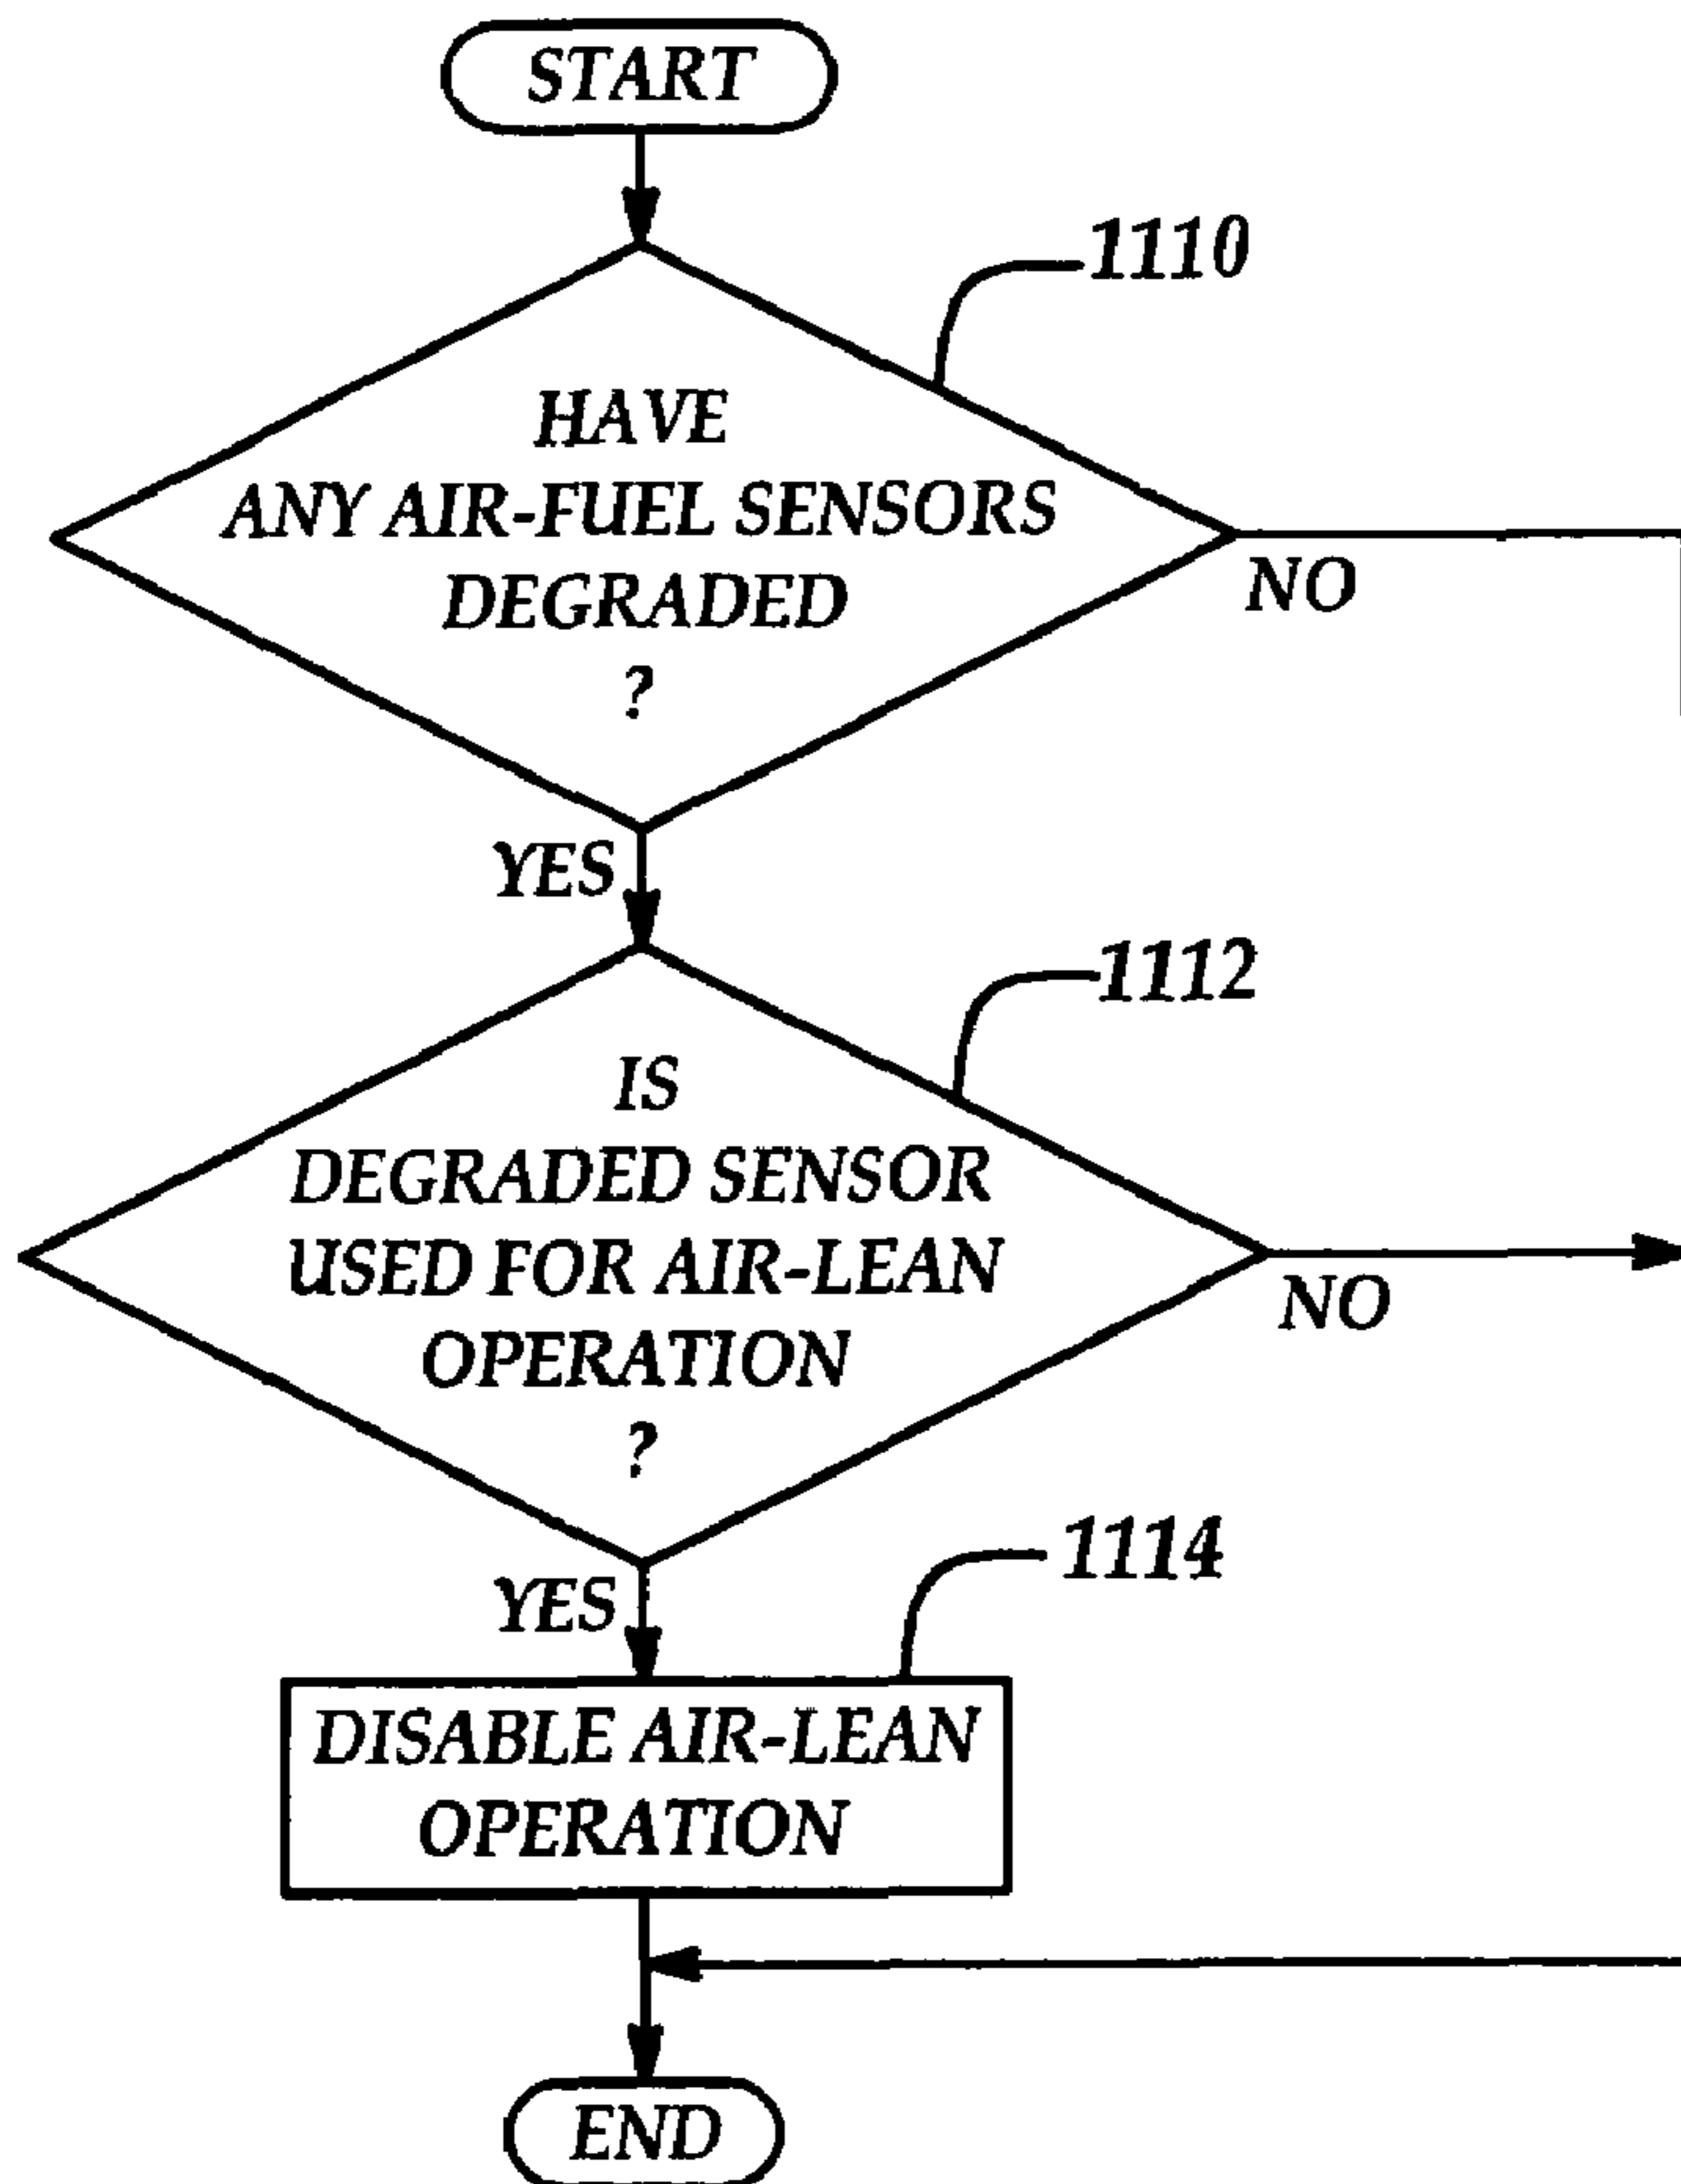 START
1110
HAVE
ANY AIR-FUEL SENSORS
DEGRADED
?
NO
YES
1112
IS
DEGRADED SENSOR
USED FOR AIR-LEAN
OPERATION
?
NO
YES
1114
DISABLE AIR-LEAN
OPERATION
END